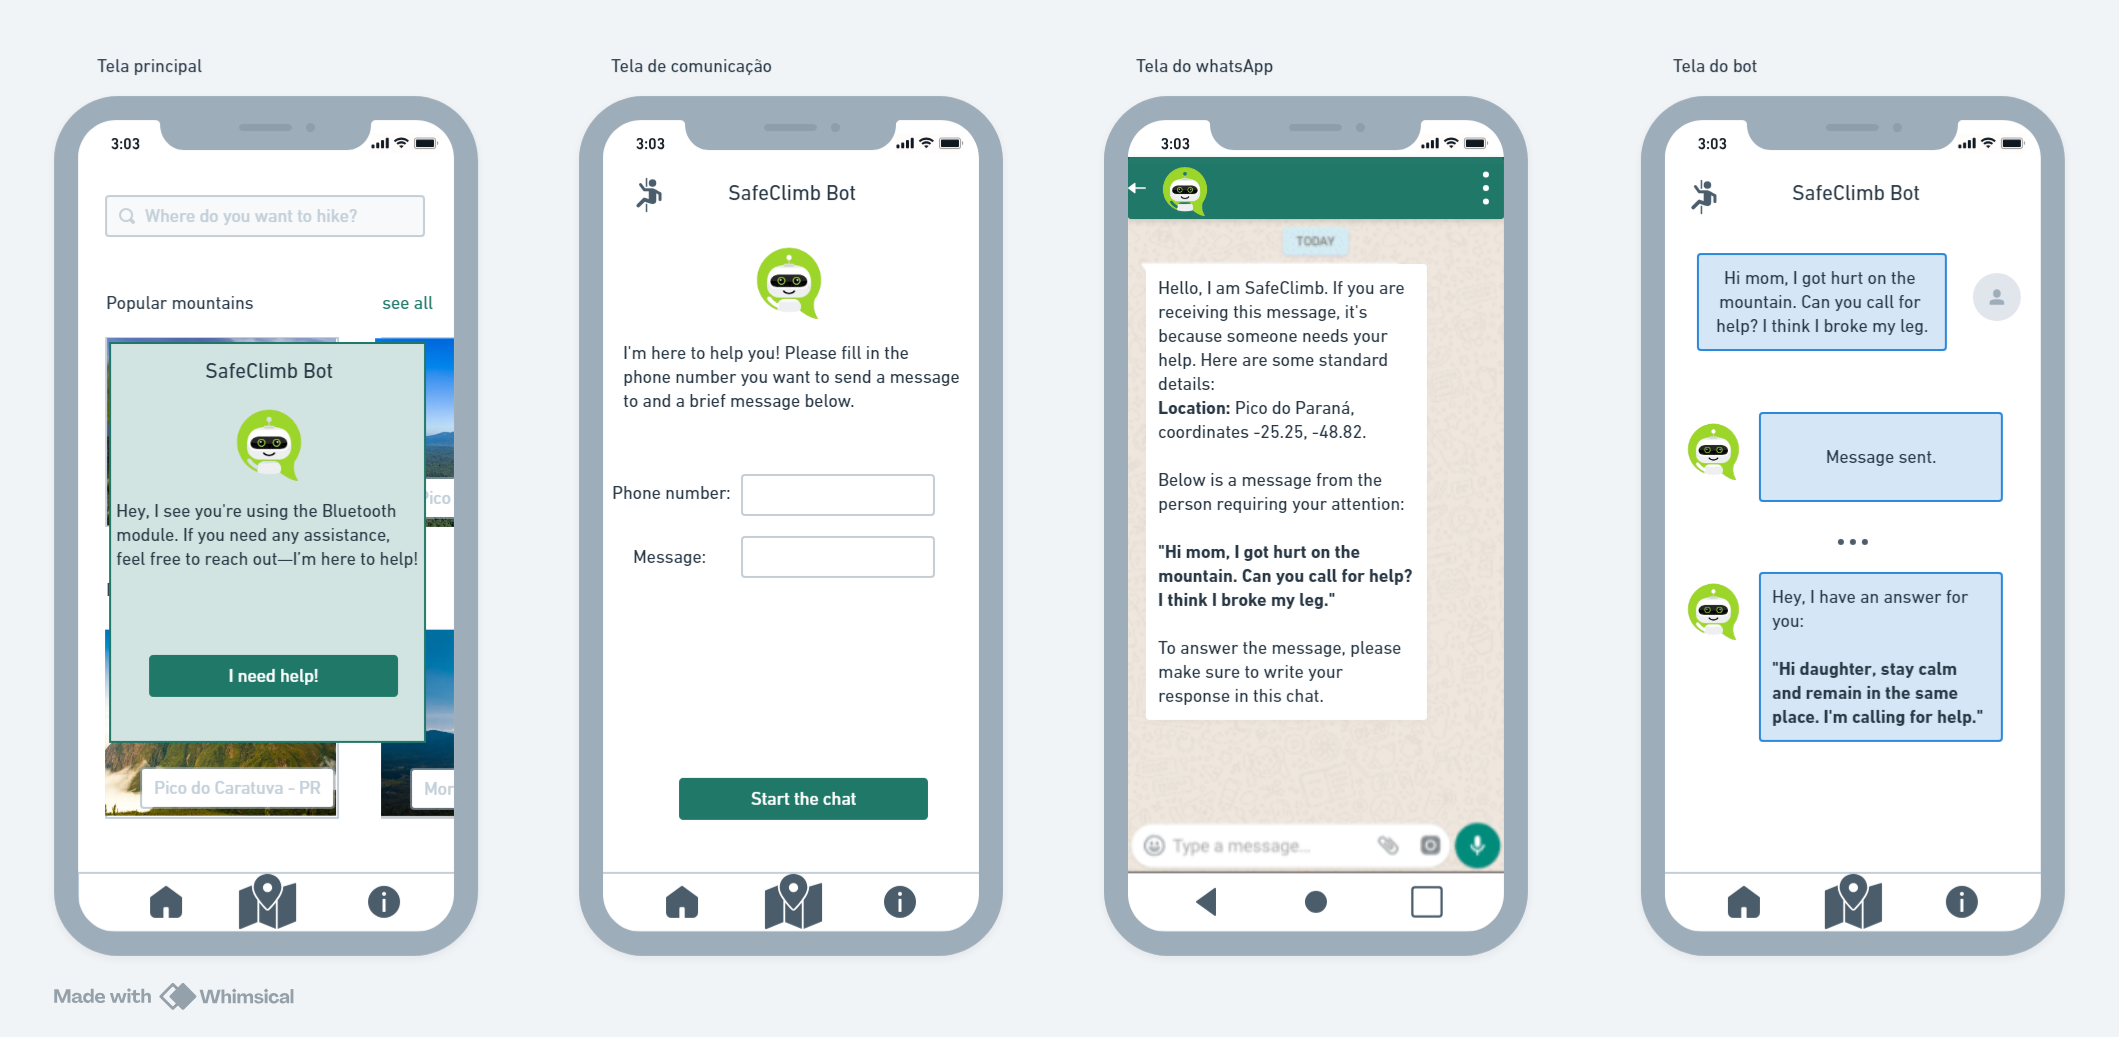 Tela principal
3:03
Where do you want to hike?
Popular mountains
see all
SafeClimb Bot
Pico
Hey, I see you're using the Bluetooth
module. If you need any assistance,
feel free to reach out—I'm here to help!
I need help!
Pico do Caratuva - PR
Mor
Tela de comunicação
3:03
SafeClimb Bot
I'm here to help you! Please fill in the
phone number you want to send a message
to and a brief message below.
Phone number:
Message:
Start the chat
Tela do whatsApp
3:03
TODAY
Hello, I am SafeClimb. If you are
receiving this message, it's
because someone needs your
help. Here are some standard
details:
Location: Pico do Paraná,
coordinates -25.25, -48.82.
Below is a message from the
person requiring your attention:
"Hi mom, I got hurt on the
mountain. Can you call for help?
I think I broke my leg."
To answer the message, please
make sure to write your
response in this chat.
Type a message...
Tela do bot
3:03
SafeClimb Bot
Hi mom, I got hurt on the
mountain. Can you call for
help? I think I broke my leg.
Message sent.
Hey, I have an answer for
you:
"Hi daughter, stay calm
and remain in the same
place. I'm calling for help."
Made with Whimsical